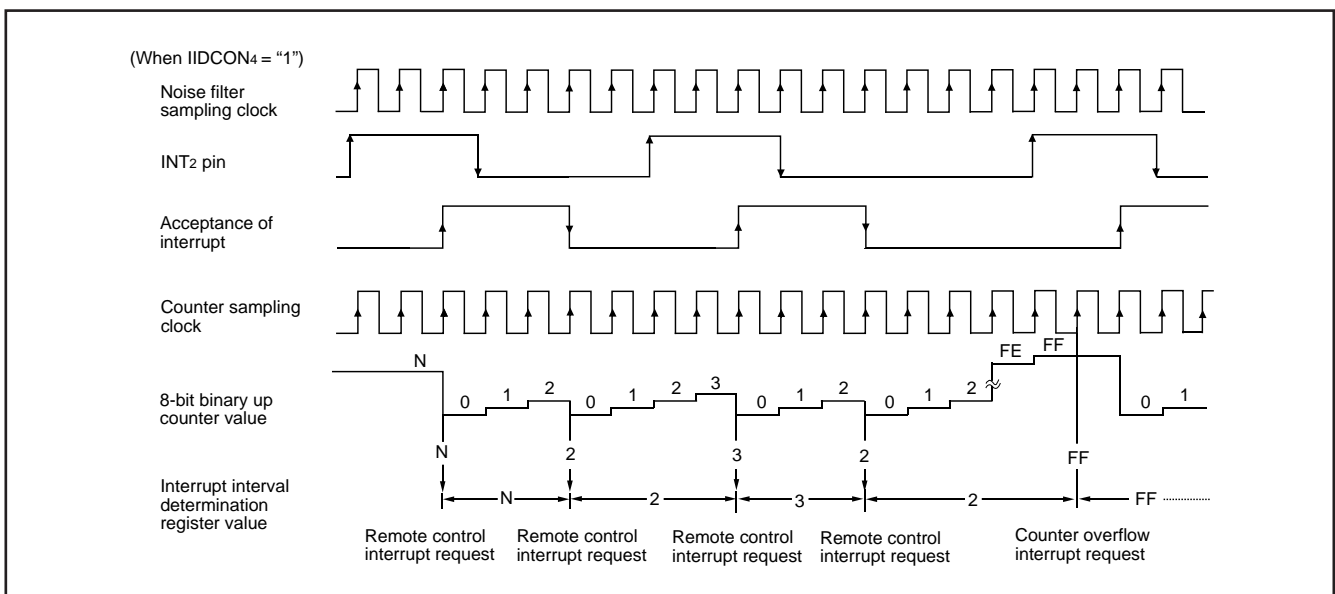 (When IIDCON4 = “1”)
Noise filter
sampling clock
INT2 pin
Acceptance of
interrupt
Counter sampling
clock
8-bit binary up
counter value
N
0
1
2
0
1
2
3
0
1
2
0
1
2
FE
FF
0
1
N
2
3
2
FF
Interrupt interval
determination
register value
N
2
3
2
FF
Remote control
interrupt request
Remote control
interrupt request
Remote control
interrupt request
Remote control
interrupt request
Counter overflow
interrupt request